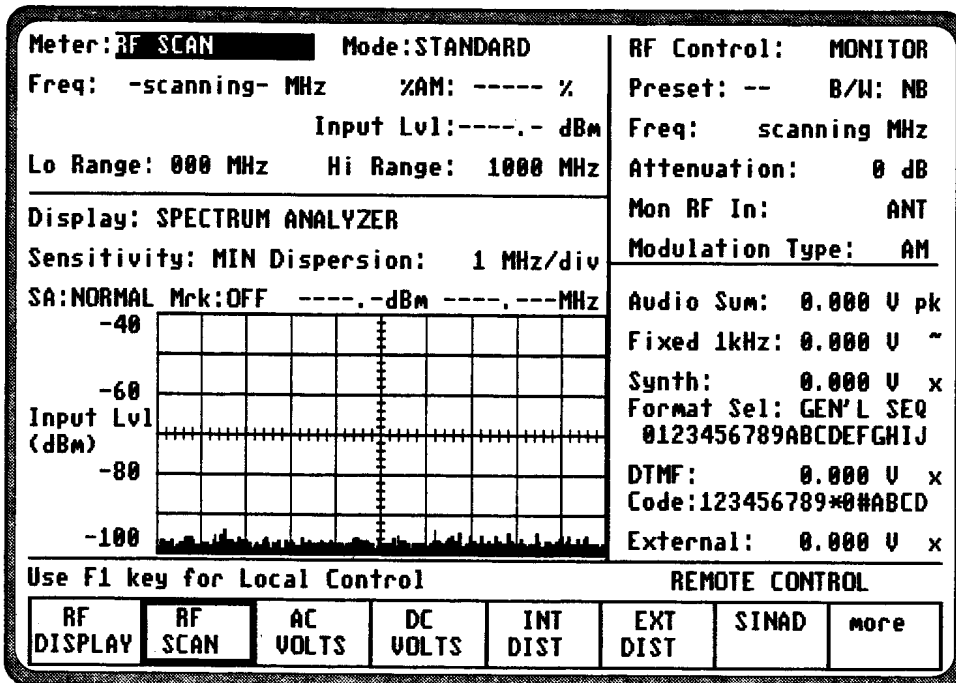 Meter:RF SCAN Mode:STANDARD
Freq: -scanning- MHz %AM: ----- %
Input Lvl:----.- dBm
Lo Range: 000 MHz Hi Range: 1000 MHz
Display: SPECTRUM ANALYZER
Sensitivity: MIN Dispersion: 1 MHz/div
SA:NORMAL Mrk:OFF ----.-dBm ----.---MHz
-40
-60
Input Lvl
(dBm)
-80
-100
RF Control: MONITOR
Preset: -- B/W: NB
Freq: scanning MHz
Attenuation: 0 dB
Mon RF In: ANT
Modulation Type: AM
Audio Sum: 0.000 V pk
Fixed 1kHz: 0.000 V ~
Synth: 0.000 V x
Format Sel: GEN'L SEQ
0123456789ABCDEFGHIJ
DTMF: 0.000 V x
Code:123456789*0#ABCD
External: 0.000 V x
Use F1 key for Local Control REMOTE CONTROL
RF DISPLAY
RF SCAN
AC VOLTS
DC VOLTS
INT DIST
EXT DIST
SINAD
more